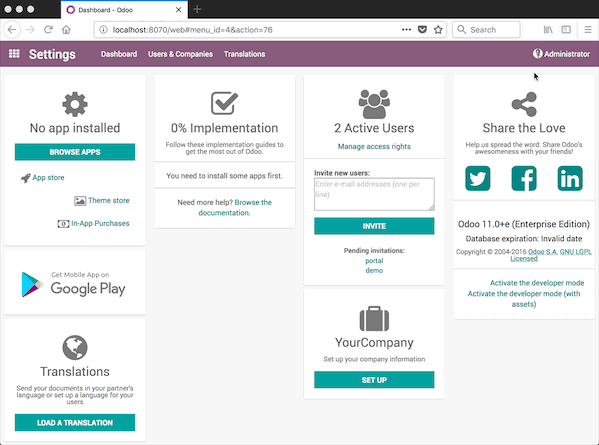 Dashboard - Odoo
localhost:8070/web#menu_id=4&action=76
Search
Settings
Dashboard
Users & Companies
Translations
Administrator
No app installed
BROWSE APPS
App store
Theme store
In-App Purchases
Get Mobile App on
Google Play
Translations
Send your documents in your partner's
language or set up a language for your
users
LOAD A TRANSLATION
0% Implementation
Follow these implementation guides to
get the most out of Odoo.
You need to install some apps first.
Need more help? Browse the
documentation.
2 Active Users
Manage access rights
Invite new users:
Enter e-mail addresses (one per
line)
INVITE
Pending invitations:
portal
demo
YourCompany
Set up your company information
SET UP
Share the Love
Help us spread the word: Share Odoo's
awesomeness with your friends!
Odoo 11.0+e (Enterprise Edition)
Database expiration: Invalid date
Copyright © 2004-2016 Odoo S.A. GNU LGPL
Licensed
Activate the developer mode
Activate the developer mode (with
assets)